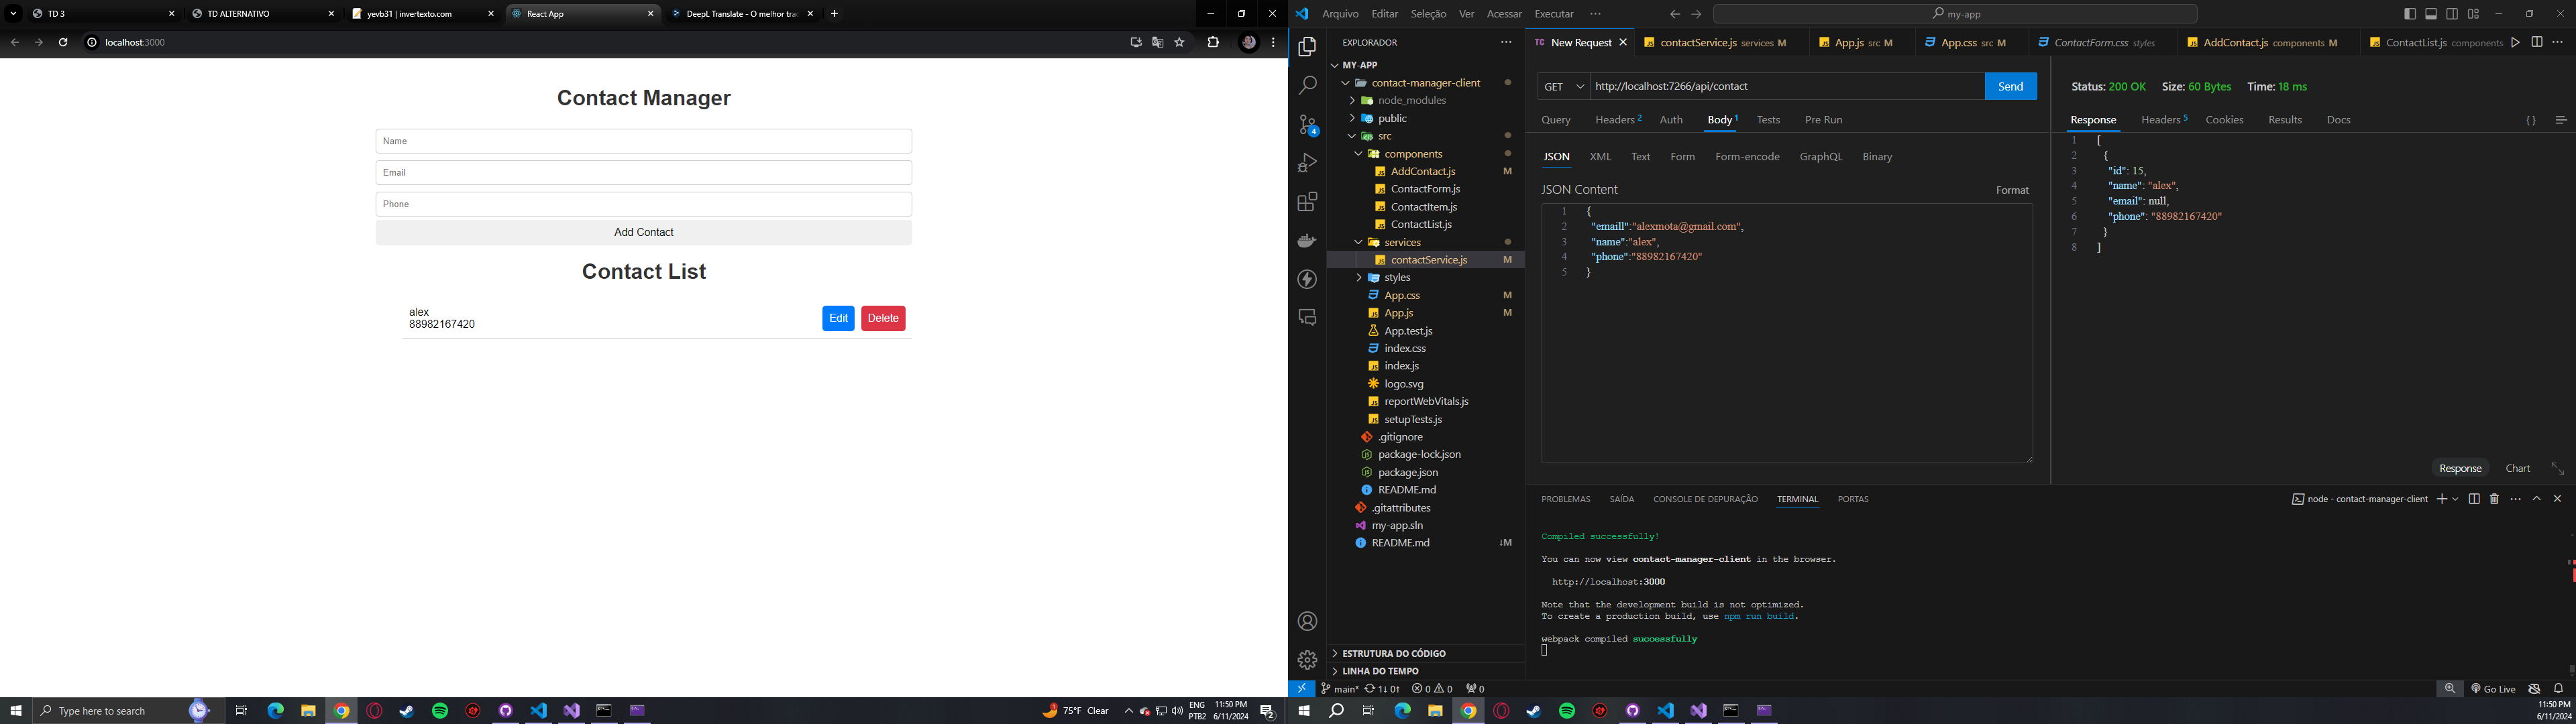 TD 3
TD ALTERNATIVO
yevb31 | invertexto.com
React App
DeepL Translate - O melhor trad
localhost:3000
Contact Manager
Name
Email
Phone
Add Contact
Contact List
alex
88982167420
Edit
Delete
Type here to search
75°F Clear
ENG
PTB2
11:50 PM
6/11/2024
2
Arquivo Editar Seleção Ver Acessar Executar ···
my-app
EXPLORADOR
MY-APP
contact-manager-client
node_modules
public
src
components
AddContact.js M
ContactForm.js
ContactItem.js
ContactList.js
services
contactService.js M
styles
App.css M
App.js M
App.test.js
index.css
index.js
logo.svg
reportWebVitals.js
setupTests.js
.gitignore
package-lock.json
package.json
README.md
.gitattributes
my-app.sln
README.md ↓M
ESTRUTURA DO CÓDIGO
LINHA DO TEMPO
4
TC New Request
contactService.js services M
App.js src M
App.css src M
ContactForm.css styles
AddContact.js components M
ContactList.js components
GET
http://localhost:7266/api/contact
Send
Query Headers 2 Auth Body 1 Tests Pre Run
JSON XML Text Form Form-encode GraphQL Binary
JSON Content
Format
1 {
2 "emaill":"alexmota@gmail.com",
3 "name":"alex",
4 "phone":"88982167420"
5 }
Status: 200 OK Size: 60 Bytes Time: 18 ms
Response Headers 5 Cookies Results Docs { }
1 [
2 {
3 "id": 15,
4 "name": "alex",
5 "email": null,
6 "phone": "88982167420"
7 }
8 ]
Response Chart
PROBLEMAS SAÍDA CONSOLE DE DEPURAÇÃO TERMINAL PORTAS
node - contact-manager-client
Compiled successfully!
You can now view contact-manager-client in the browser.
http://localhost:3000
Note that the development build is not optimized.
To create a production build, use npm run build.
webpack compiled successfully
main* 1↓ 0↑ 0 0 0
Go Live
11:50 PM
6/11/2024